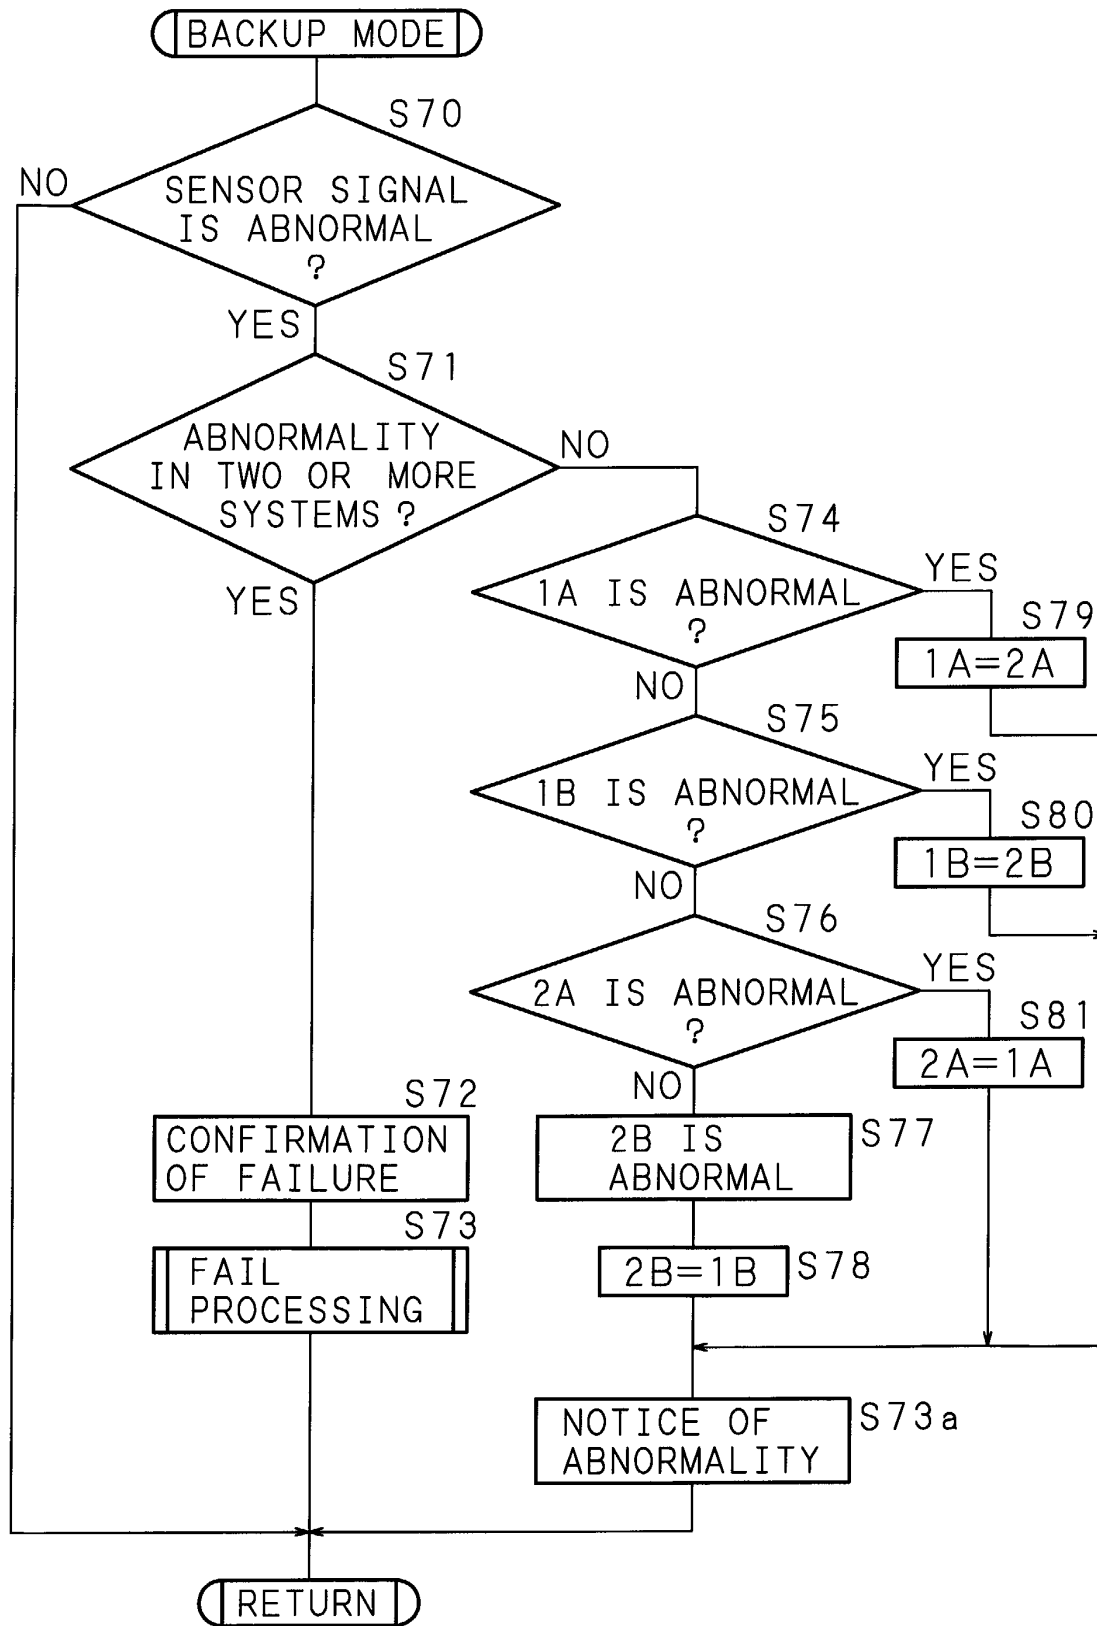 BACKUP MODE
S70
NO
SENSOR SIGNAL
IS ABNORMAL
?
YES
S71
ABNORMALITY
IN TWO OR MORE
SYSTEMS ?
NO
YES
S74
1A IS ABNORMAL
?
YES
S79
1A=2A
NO
S75
1B IS ABNORMAL
?
YES
S80
1B=2B
NO
S76
2A IS ABNORMAL
?
YES
S81
2A=1A
NO
S72
CONFIRMATION
OF FAILURE
2B IS
ABNORMAL
S77
S73
FAIL
PROCESSING
2B=1B
S78
NOTICE OF
ABNORMALITY
S73a
RETURN